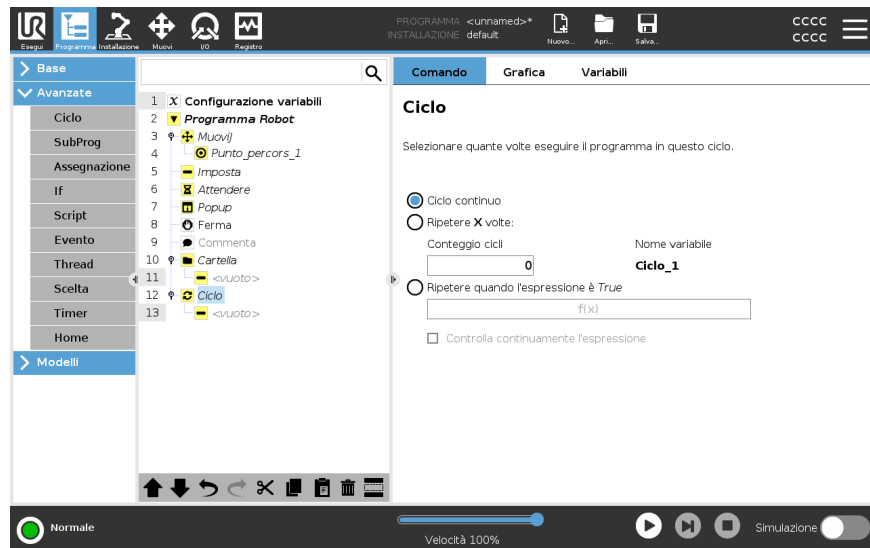 PROGRAMMA <unnamed>*
INSTALLAZIONE default
Nuovo... Apri... Salva...
CCCC
CCCC
UR
Esegui Programma Installazione Muovi I/O Registro
Base
Avanzate
Ciclo
SubProg
Assegnazione
If
Script
Evento
Thread
Scelta
Timer
Home
Modelli
1 X Configurazione variabili
2 Programma Robot
3 MuoviJ
4 Punto_percors_1
5 Imposta
6 Attendere
7 Popup
8 Ferma
9 Commenta
10 Cartella
11 <vuoto>
12 Ciclo
13 <vuoto>
Comando Grafica Variabili
Ciclo
Selezionare quante volte eseguire il programma in questo ciclo.
Ciclo continuo
Ripetere X volte:
Conteggio cicli Nome variabile
0 Ciclo_1
Ripetere quando l'espressione è True
f(x)
Controlla continuamente l'espressione
Normale
Velocità 100%
Simulazione